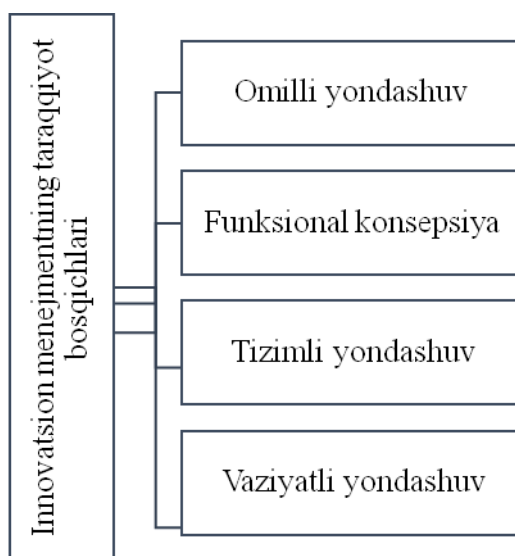 Innovatsion menejmentning taraqqiyot
bosqichlari
Omilli yondashuv
Funksional konsepsiya
Tizimli yondashuv
Vaziyatli yondashuv